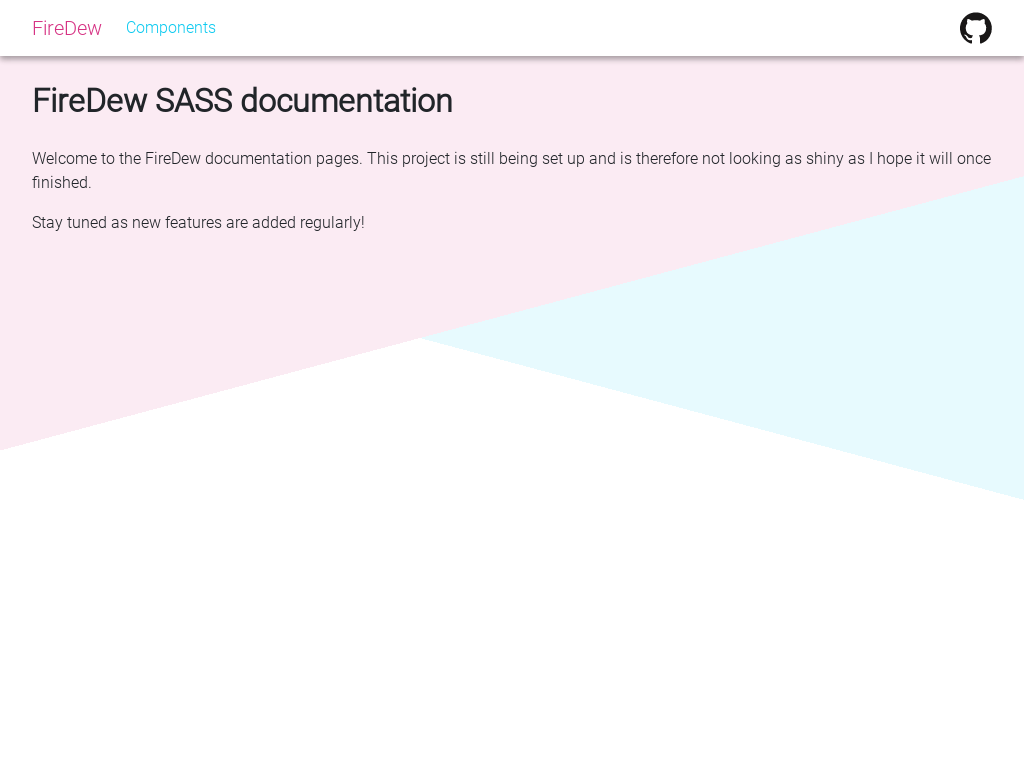 FireDew
Components
FireDew SASS documentation
Welcome to the FireDew documentation pages. This project is still being set up and is therefore not looking as shiny as I hope it will once
finished.
Stay tuned as new features are added regularly!